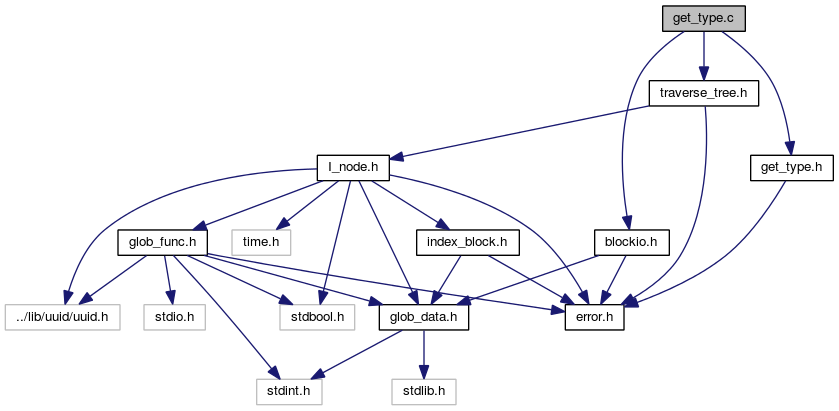 get_type.c
traverse_tree.h
I_node.h
get_type.h
glob_func.h
time.h
index_block.h
blockio.h
../lib/uuid/uuid.h
stdio.h
stdbool.h
glob_data.h
error.h
stdint.h
stdlib.h